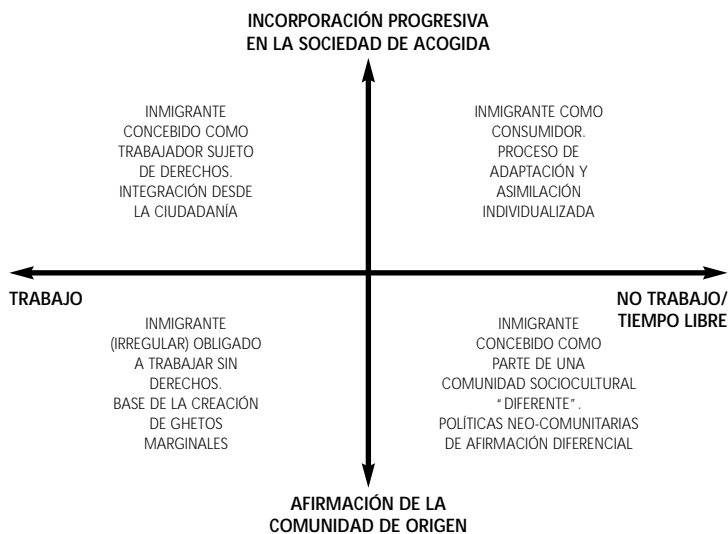 INCORPORACIÓN PROGRESIVA
EN LA SOCIEDAD DE ACOGIDA
INMIGRANTE
CONCEBIDO COMO
TRABAJADOR SUJETO
DE DERECHOS.
INTEGRACIÓN DESDE
LA CIUDADANÍA
INMIGRANTE COMO
CONSUMIDOR.
PROCESO DE
ADAPTACIÓN Y
ASIMILACIÓN
INDIVIDUALIZADA
TRABAJO
NO TRABAJO/
TIEMPO LIBRE
INMIGRANTE
(IRREGULAR) OBLIGADO
A TRABAJAR SIN
DERECHOS.
BASE DE LA CREACIÓN
DE GHETOS
MARGINALES
INMIGRANTE
CONCEBIDO COMO
PARTE DE UNA
COMUNIDAD SOCIOCULTURAL
"DIFERENTE".
POLÍTICAS NEO-COMUNITARIAS
DE AFIRMACIÓN DIFERENCIAL
AFIRMACIÓN DE LA
COMUNIDAD DE ORIGEN